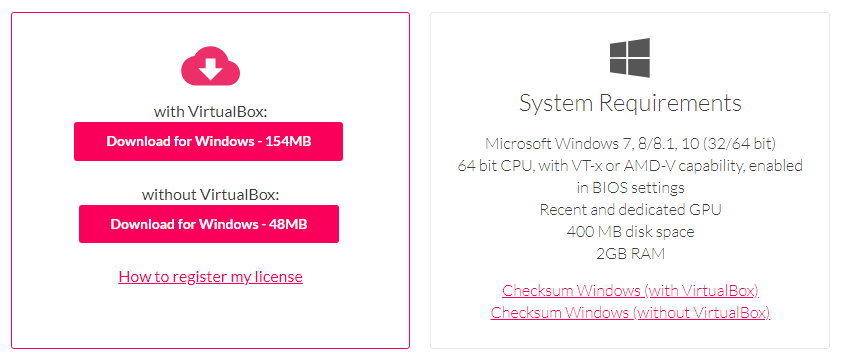 with VirtualBox:
Download for Windows - 154MB
without VirtualBox:
Download for Windows - 48MB
How to register my license
System Requirements
Microsoft Windows 7, 8/8.1, 10 (32/64 bit)
64 bit CPU, with VT-x or AMD-V capability, enabled
in BIOS settings
Recent and dedicated GPU
400 MB disk space
2GB RAM
Checksum Windows (with VirtualBox)
Checksum Windows (without VirtualBox)